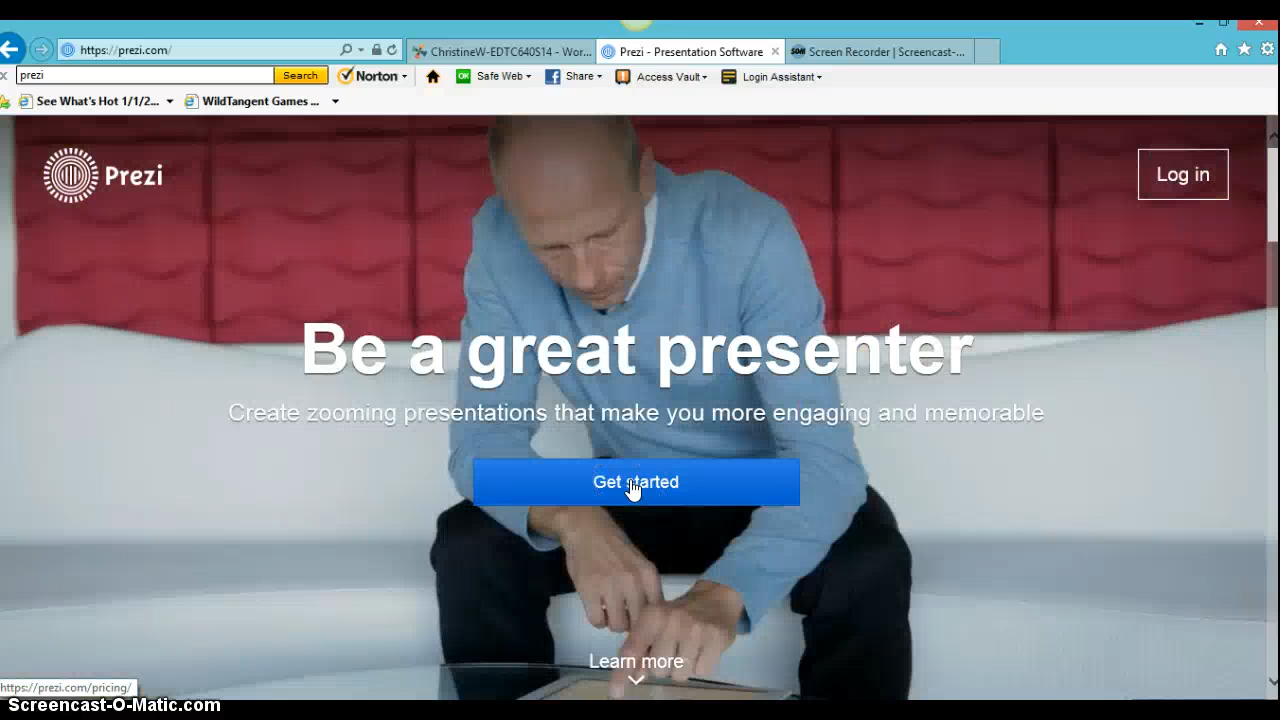 https://prezi.com/
ChristineW-EDTC640S14 - Wor...
Prezi - Presentation Software
SOM Screen Recorder | Screencast-...
prezi
Search
Norton
OK Safe Web
Share
Access Vault
Login Assistant
See What's Hot 1/1/2...
WildTangent Games ...
Prezi
Log in
Be a great presenter
Create zooming presentations that make you more engaging and memorable
Get started
Learn more
https://prezi.com/pricing/
Screencast-O-Matic.com